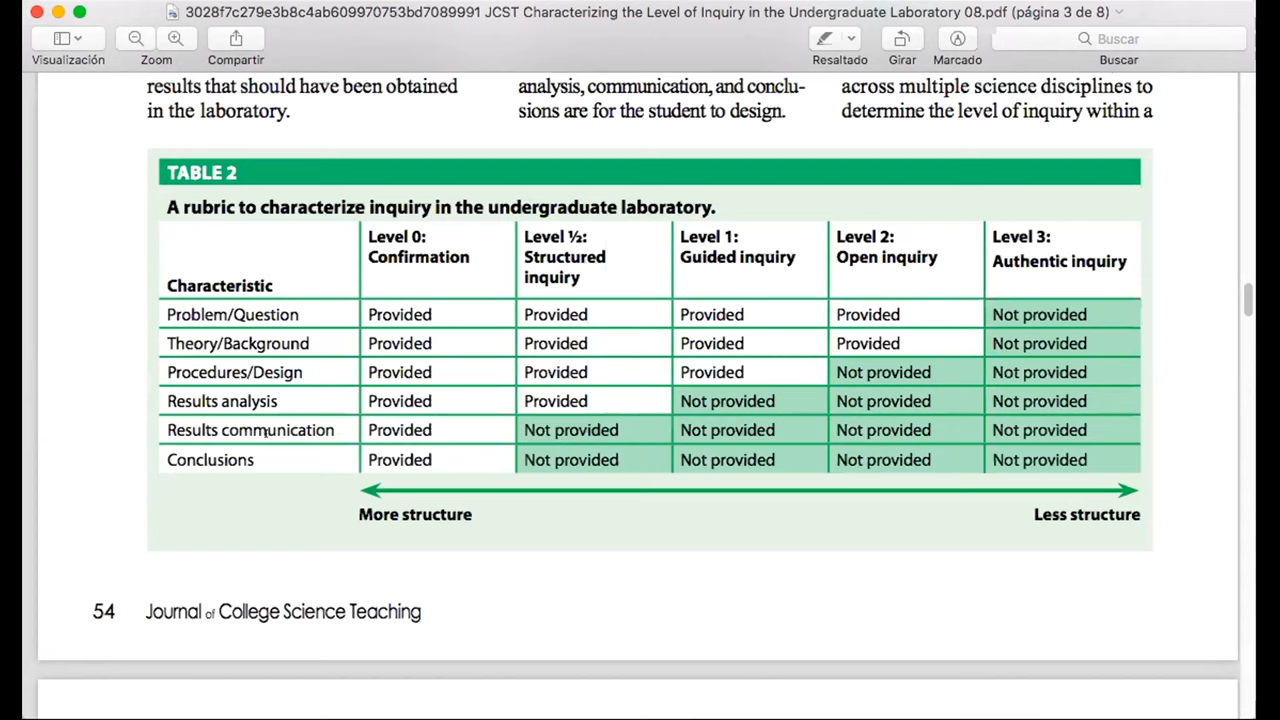 3028f7c279e3b8c4ab609970753bd7089991 JCST Characterizing the Level of Inquiry in the Undergraduate Laboratory 08.pdf (página 3 de 8)
Visualización Zoom Compartir Resaltado Girar Marcado Buscar Buscar
results that should have been obtained
in the laboratory.
analysis, communication, and conclu-
sions are for the student to design.
across multiple science disciplines to
determine the level of inquiry within a
TABLE 2
A rubric to characterize inquiry in the undergraduate laboratory.
Characteristic Level 0: Confirmation Level ½: Structured inquiry Level 1: Guided inquiry Level 2: Open inquiry Level 3: Authentic inquiry
Problem/Question Provided Provided Provided Provided Not provided
Theory/Background Provided Provided Provided Provided Not provided
Procedures/Design Provided Provided Provided Not provided Not provided
Results analysis Provided Provided Not provided Not provided Not provided
Results communication Provided Not provided Not provided Not provided Not provided
Conclusions Provided Not provided Not provided Not provided Not provided
More structure Less structure
54 Journal of College Science Teaching